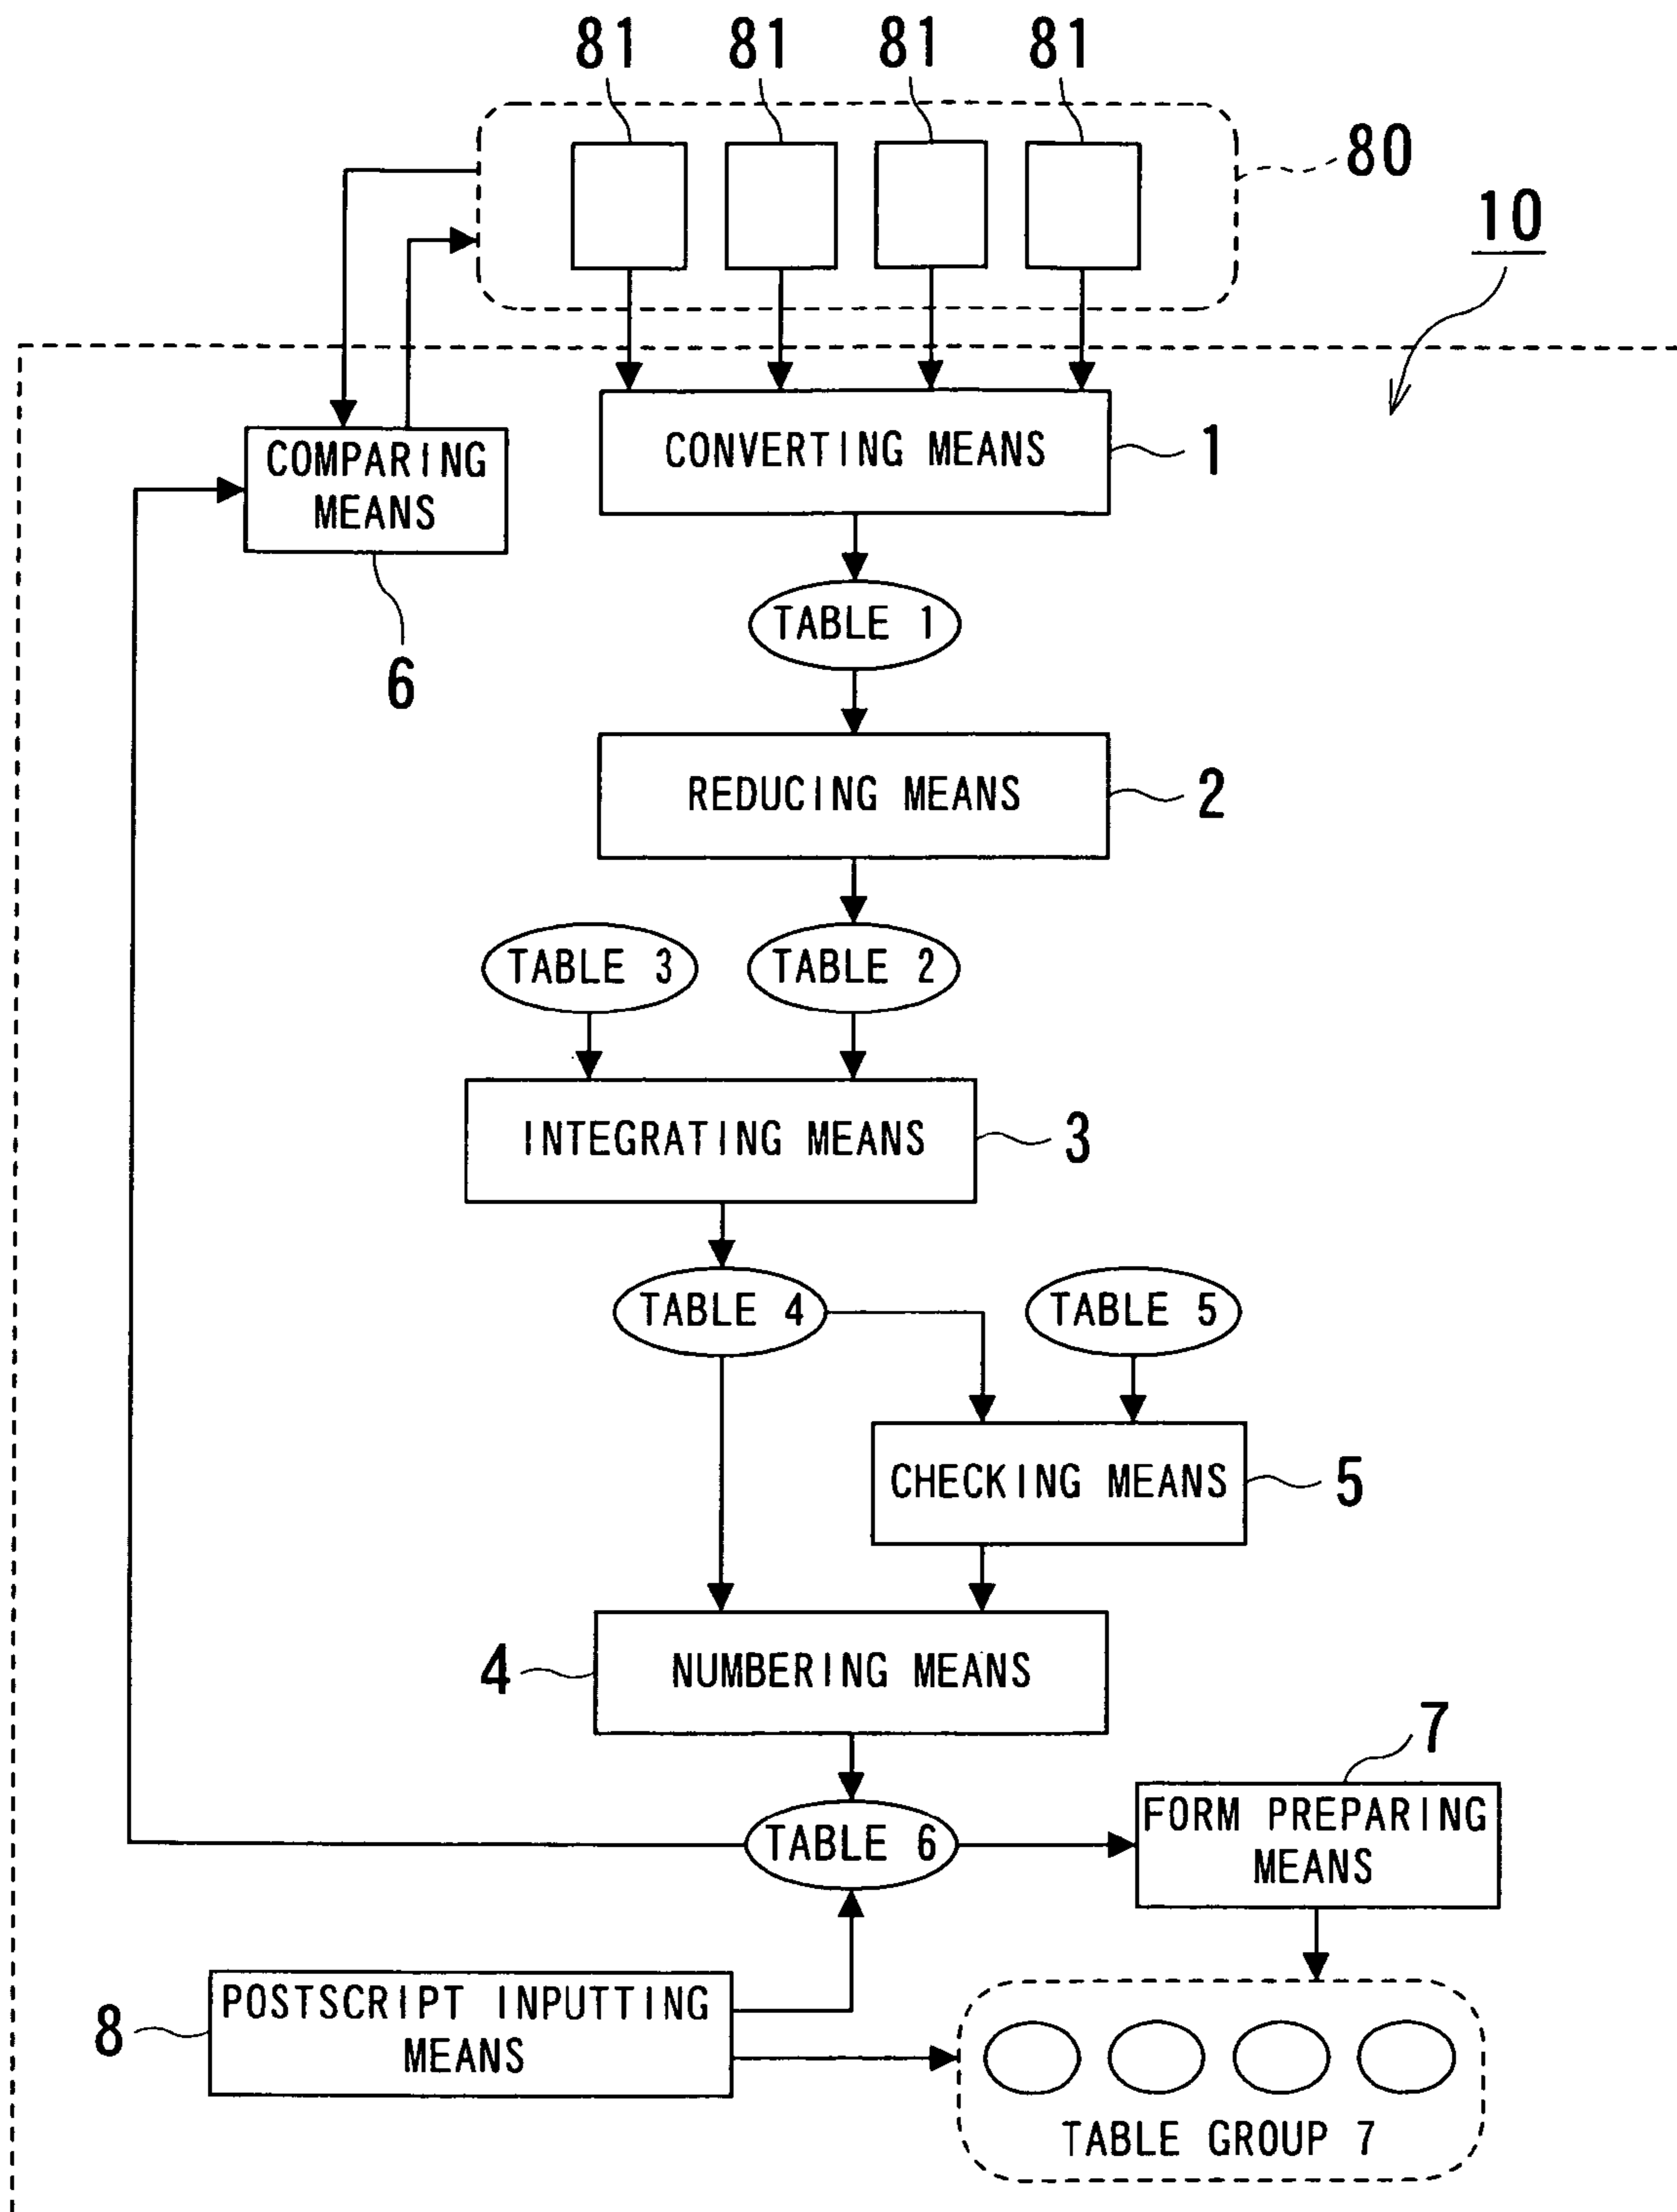 81 81 81 81
80
10
CONVERTING MEANS 1
COMPARING
MEANS
6
TABLE 1
REDUCING MEANS 2
TABLE 3 TABLE 2
INTEGRATING MEANS 3
TABLE 4 TABLE 5
CHECKING MEANS 5
4 NUMBERING MEANS
7
FORM PREPARING
MEANS
TABLE 6
8 POSTSCRIPT INPUTTING
MEANS
TABLE GROUP 7